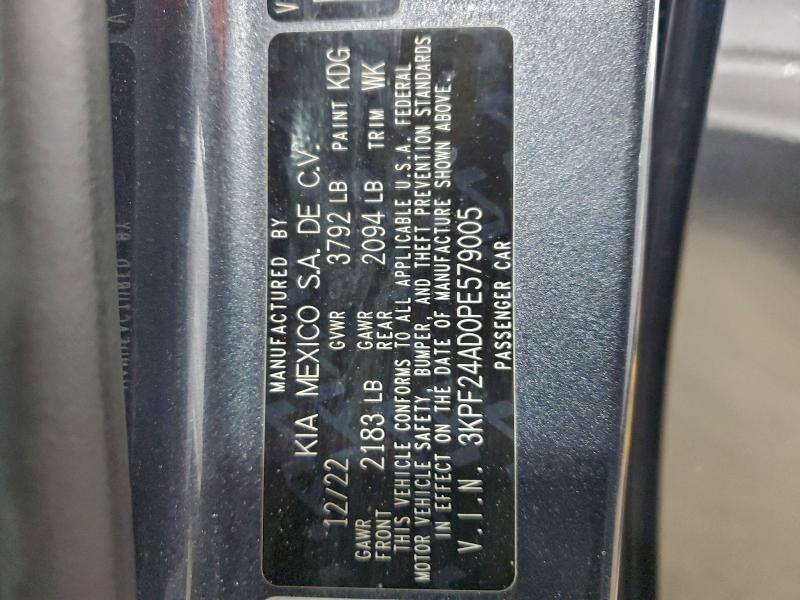 MANUFACTURED BY
KIA MEXICO S.A. DE C.V.
12/22 GVWR 3792 LB PAINT KDG
GAWR FRONT 2183 LB GAWR REAR 2094 LB TRIM WK
THIS VEHICLE CONFORMS TO ALL APPLICABLE U.S.A. FEDERAL
MOTOR VEHICLE SAFETY, BUMPER, AND THEFT PREVENTION STANDARDS
IN EFFECT ON THE DATE OF MANUFACTURE SHOWN ABOVE.
V.I.N. 3KPF24AD0PE579005
PASSENGER CAR